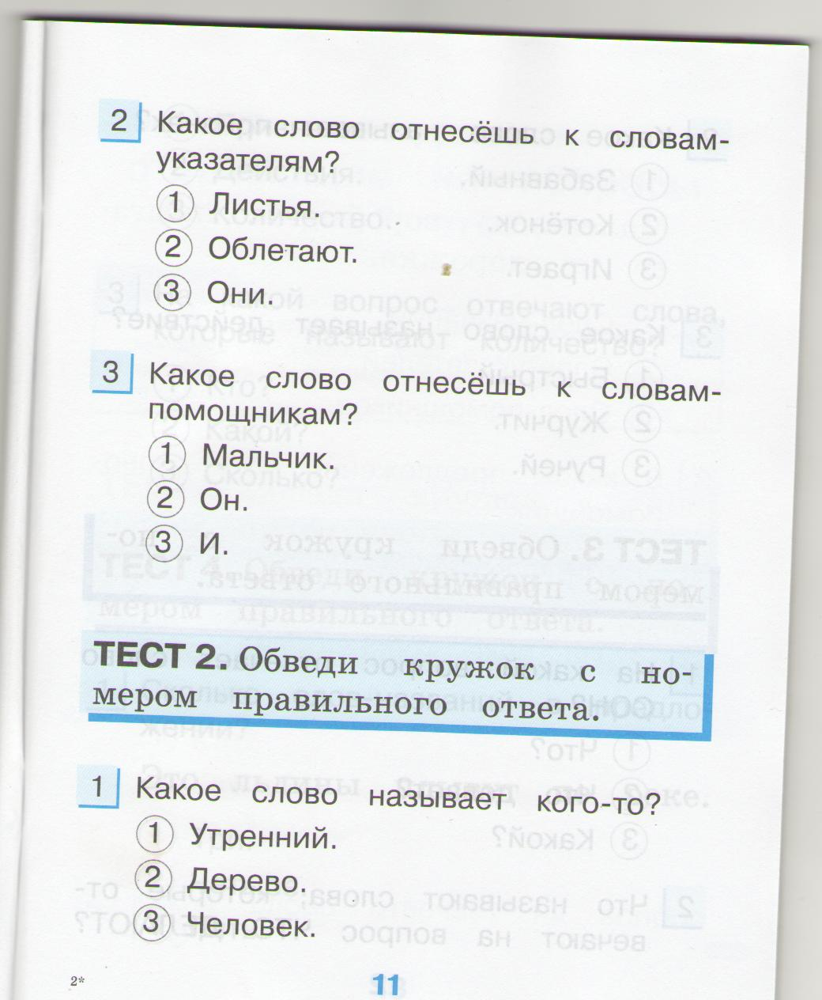 2 Какое слово отнесёшь к словам-
указателям?
1 Листья.
2 Облетают.
3 Они.
3 Какое слово отнесёшь к словам-
помощникам?
1 Мальчик.
2 Он.
3 И.
ТЕСТ 2. Обведи кружок с но-
мером правильного ответа.
1 Какое слово называет кого-то?
1 Утренний.
2 Дерево.
3 Человек.
2* 11